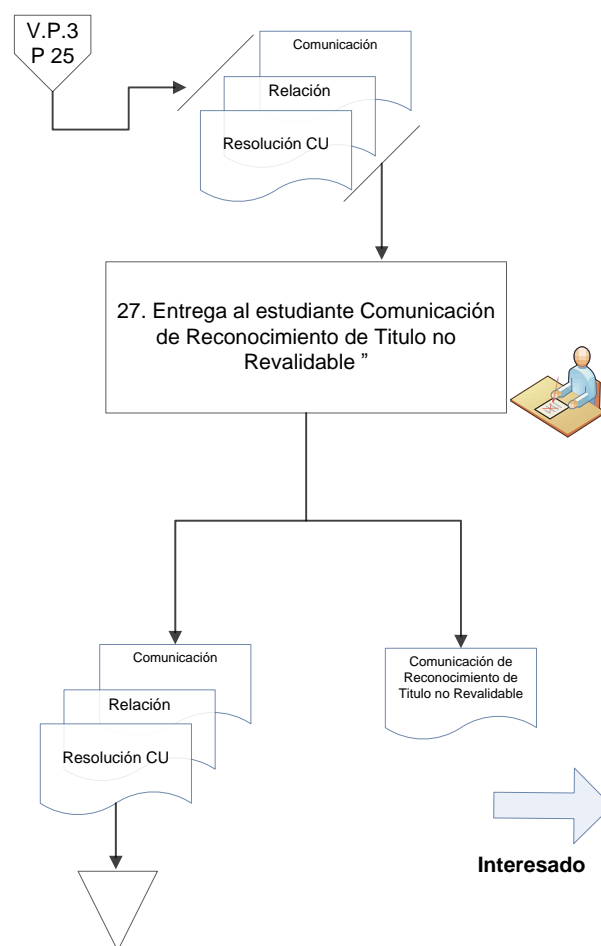 V.P.3
P 25
Comunicación
Relación
Resolución CU
27. Entrega al estudiante Comunicación
de Reconocimiento de Titulo no
Revalidable ”
Comunicación
Relación
Resolución CU
Comunicación de
Reconocimiento de
Titulo no Revalidable
Interesado